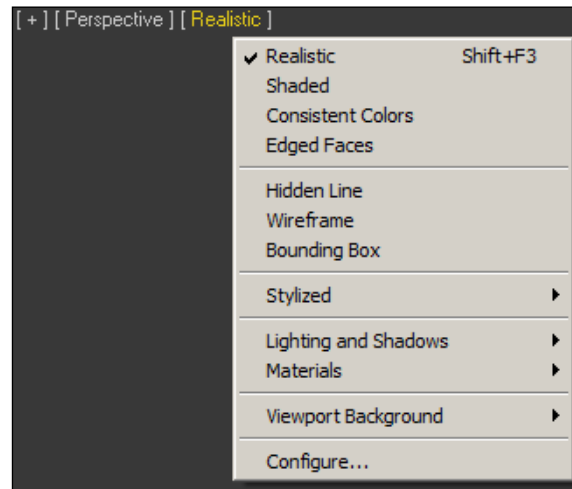 [ + ] [ Perspective ] [ Realistic ]
Realistic Shift+F3
Shaded
Consistent Colors
Edged Faces
Hidden Line
Wireframe
Bounding Box
Stylized
Lighting and Shadows
Materials
Viewport Background
Configure...